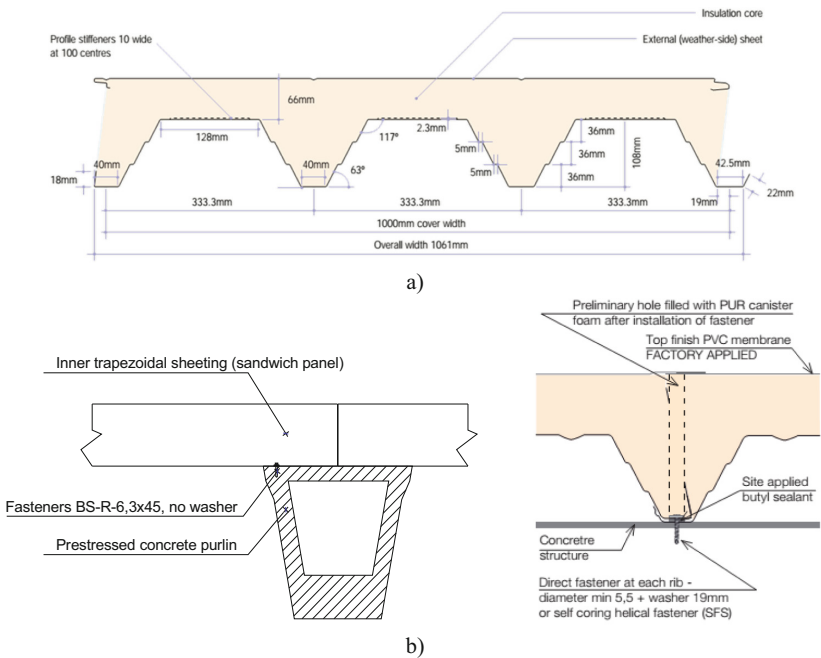 Insulation core
Profile stiffeners 10 wide
at 100 centres
External (weather-side) sheet
66mm
128mm
117º
2.3mm
36mm
5mm
36mm
108mm
40mm
40mm
63º
5mm
36mm
42.5mm
18mm
22mm
333.3mm
333.3mm
333.3mm
19mm
1000mm cover width
Overall width 1061mm
a)
Preliminary hole filled with PUR canister
foam after installation of fastener
Top finish PVC membrane
FACTORY APPLIED
Inner trapezoidal sheeting (sandwich panel)
Fasteners BS-R-6,3x45, no washer
Prestressed concrete purlin
Site applied
butyl sealant
Concretre
structure
Direct fastener at each rib -
diameter min 5,5 + washer 19mm
or self coring helical fastener (SFS)
b)